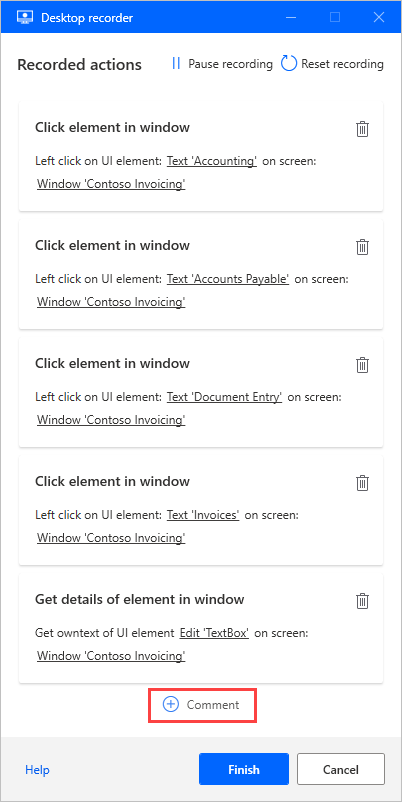 Desktop recorder
Recorded actions
Pause recording
Reset recording
Click element in window
Left click on UI element: Text 'Accounting' on screen:
Window 'Contoso Invoicing'
Click element in window
Left click on UI element: Text 'Accounts Payable' on screen:
Window 'Contoso Invoicing'
Click element in window
Left click on UI element: Text 'Document Entry' on screen:
Window 'Contoso Invoicing'
Click element in window
Left click on UI element: Text 'Invoices' on screen:
Window 'Contoso Invoicing'
Get details of element in window
Get owntext of UI element Edit 'TextBox' on screen:
Window 'Contoso Invoicing'
Comment
Help
Finish
Cancel